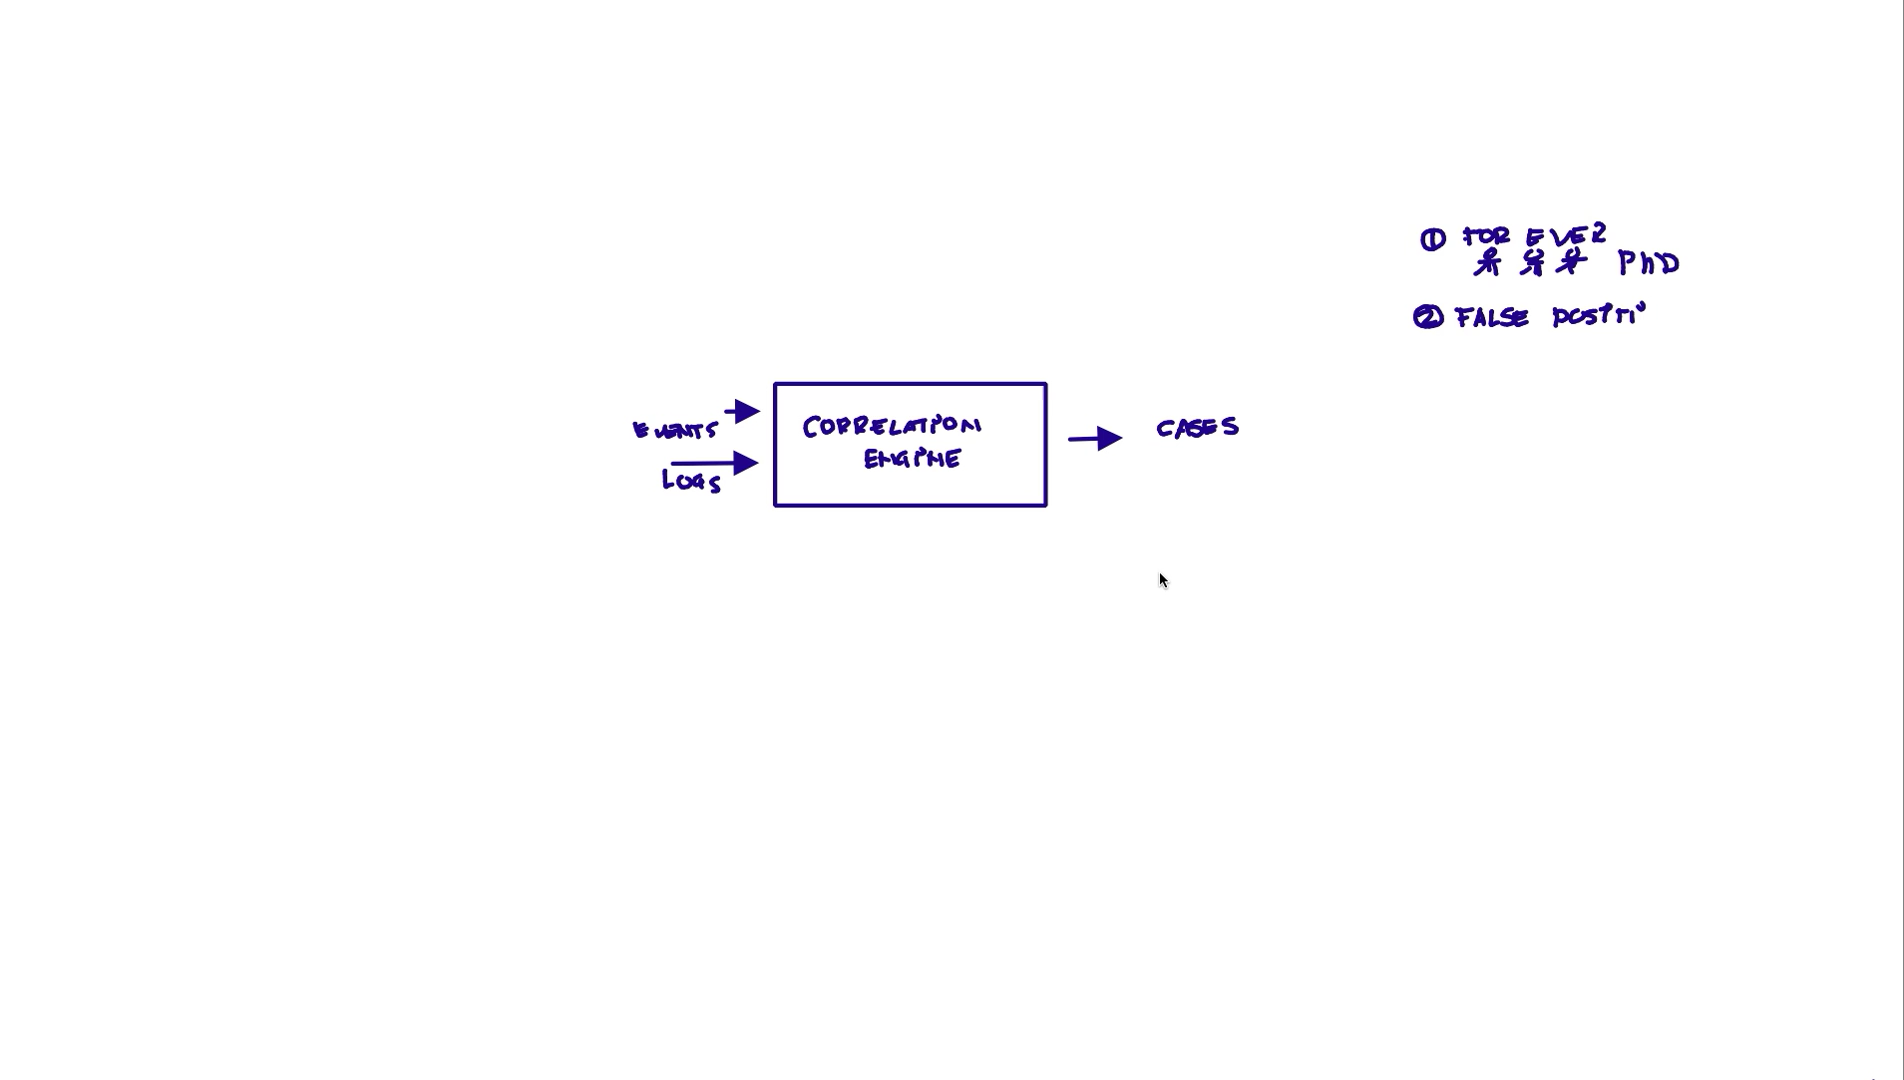 ① FOR EVER
PhD
② FALSE POSITI
EVENTS
LOGS
CORRELATION
ENGINE
CASES